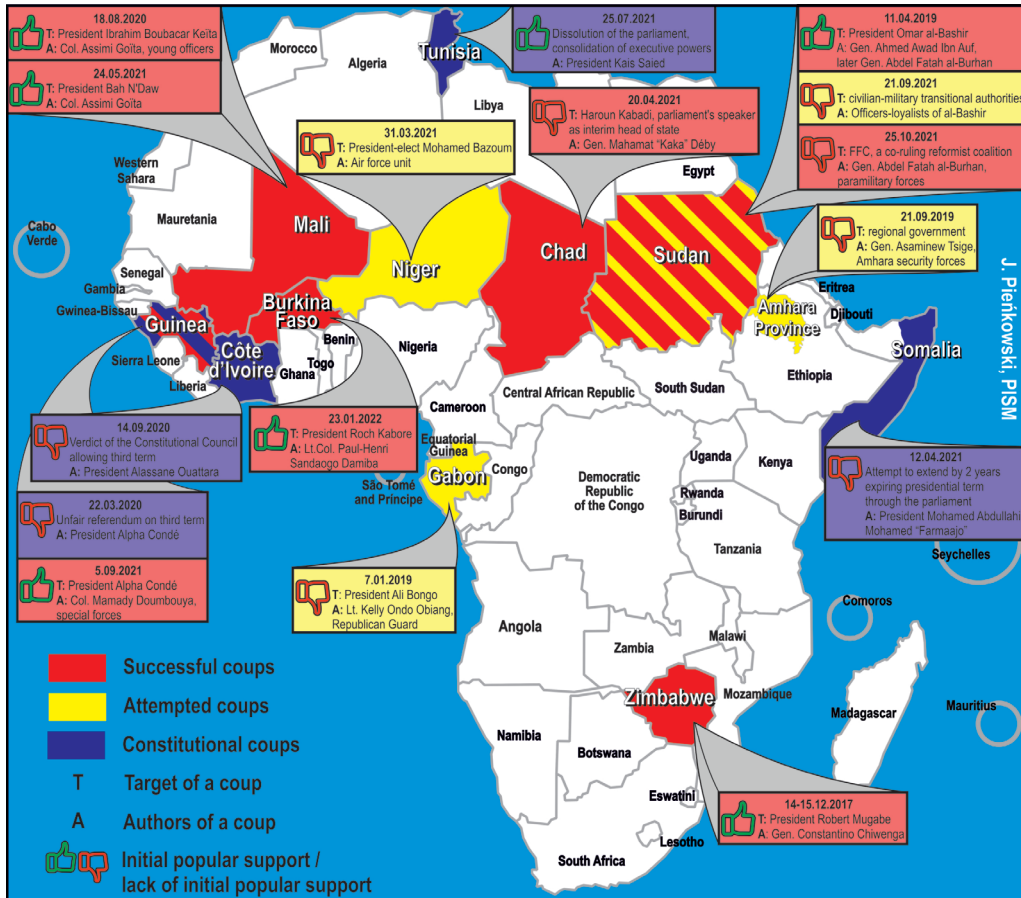 18.08.2020
T: President Ibrahim Boubacar Keïta
A: Col. Assimi Goïta, young officers
24.05.2021
T: President Bah N'Daw
A: Col. Assimi Goïta
25.07.2021
Dissolution of the parliament,
consolidation of executive powers
A: President Kais Saied
11.04.2019
T: President Omar al-Bashir
A: Gen. Ahmed Awad Ibn Auf,
later Gen. Abdel Fatah al-Burhan
21.09.2021
T: civilian-military transitional authorities
A: Officers-loyalists of al-Bashir
25.10.2021
T: FFC, a co-ruling reformist coalition
A: Gen. Abdel Fatah al-Burhan,
paramilitary forces
20.04.2021
T: Haroun Kabadi, parliament's speaker
as interim head of state
A: Gen. Mahamat "Kaka" Déby
31.03.2021
T: President-elect Mohamed Bazoum
A: Air force unit
21.09.2019
T: regional government
A: Gen. Asaminew Tsige,
Amhara security forces
Morocco
Algeria
Tunisia
Libya
Egypt
Western
Sahara
Mauretania
Cabo
Verde
Mali
Niger
Chad
Sudan
Senegal
Gambia
Gwinea-Bissau
Guinea
Sierra Leone
Liberia
Côte
d'Ivoire
Burkina
Faso
Ghana
Togo
Benin
Nigeria
Eritrea
Djibouti
Amhara
Province
Ethiopia
Somalia
J. Pieńkowski, PISM
Central African Republic
South Sudan
Cameroon
Equatorial
Guinea
São Tomé
and Príncipe
Gabon
Congo
Democratic
Republic
of the Congo
Uganda
Kenya
Rwanda
Burundi
Tanzania
Seychelles
Comoros
Angola
Zambia
Malawi
Mozambique
Zimbabwe
Namibia
Botswana
Madagascar
Mauritius
Eswatini
Lesotho
South Africa
14.09.2020
Verdict of the Constitutional Council
allowing third term
A: President Alassane Ouattara
22.03.2020
Unfair referendum on third term
A: President Alpha Condé
5.09.2021
T: President Alpha Condé
A: Col. Mamady Doumbouya,
special forces
23.01.2022
T: President Roch Kabore
A: Lt.Col. Paul-Henri
Sandaogo Damiba
7.01.2019
T: President Ali Bongo
A: Lt. Kelly Ondo Obiang,
Republican Guard
12.04.2021
Attempt to extend by 2 years
expiring presidential term
through the parliament
A: President Mohamed Abdullahi
Mohamed "Farmaajo"
14-15.12.2017
T: President Robert Mugabe
A: Gen. Constantino Chiwenga
Successful coups
Attempted coups
Constitutional coups
T Target of a coup
A Authors of a coup
Initial popular support /
lack of initial popular support